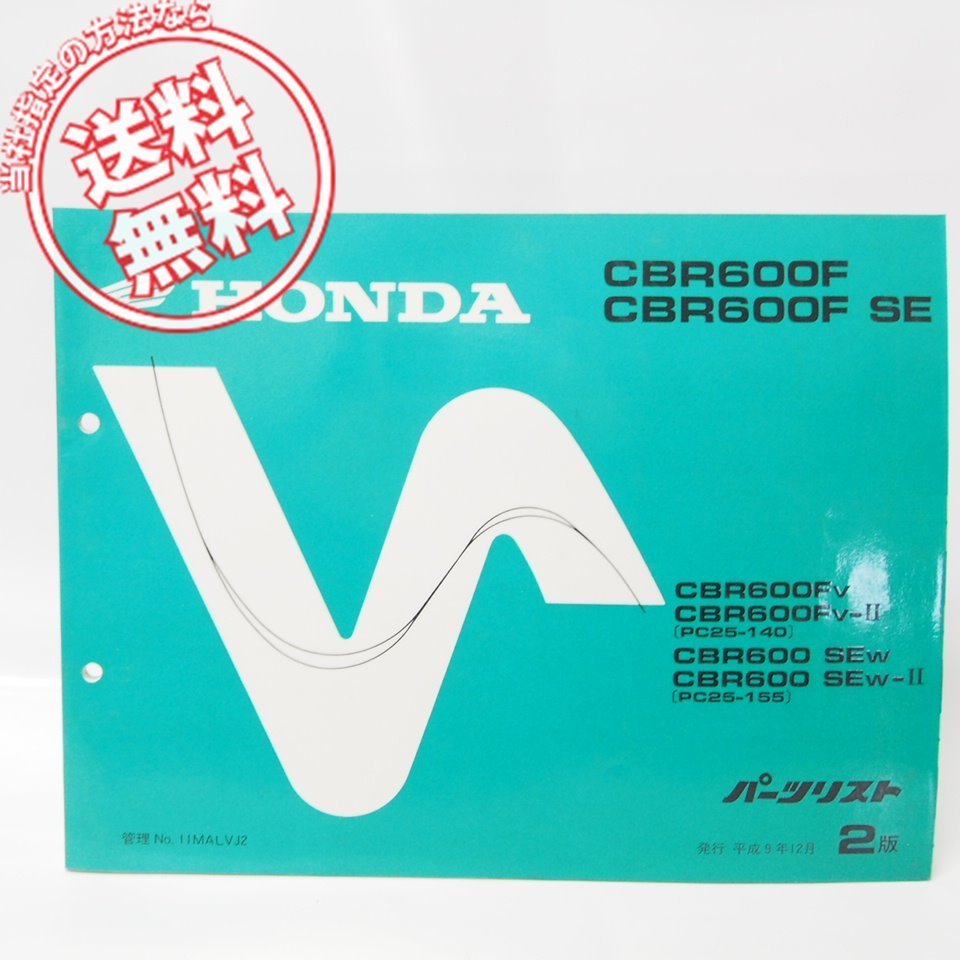 当社指定の方法なら
送料
無料
HONDA
CBR600F
CBR600F SE
CBR600FV
CBR600FV-II
(PC25-140)
CBR600 SEW
CBR600 SEW-II
(PC25-155)
パーツリスト
管理 No. 11MALVJ2
発行 平成9年12月 2版